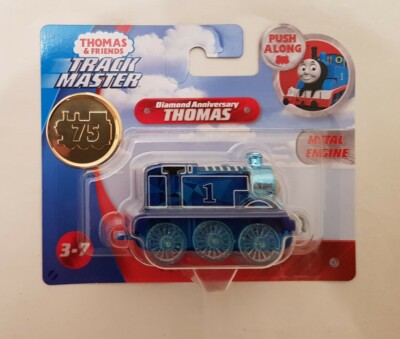 THOMAS
& FRIENDS
TRACK
MASTER
PUSH
ALONG
Diamond Anniversary
THOMAS
75
METAL
ENGINE
1
3-7